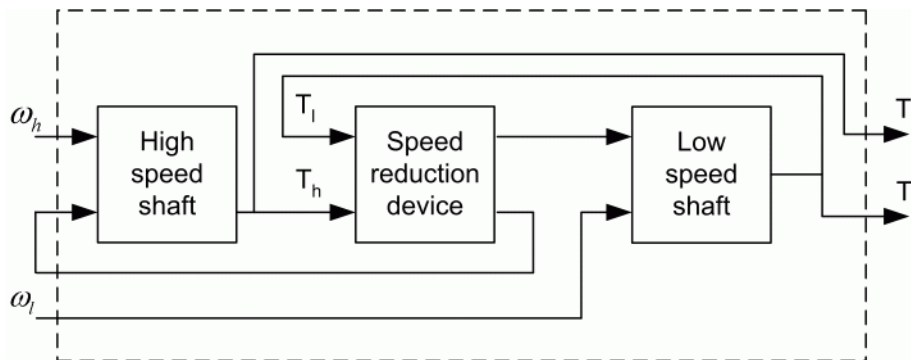 ω_h
High
speed
shaft
T_l
T_h
Speed
reduction
device
Low
speed
shaft
T
T
ω_l